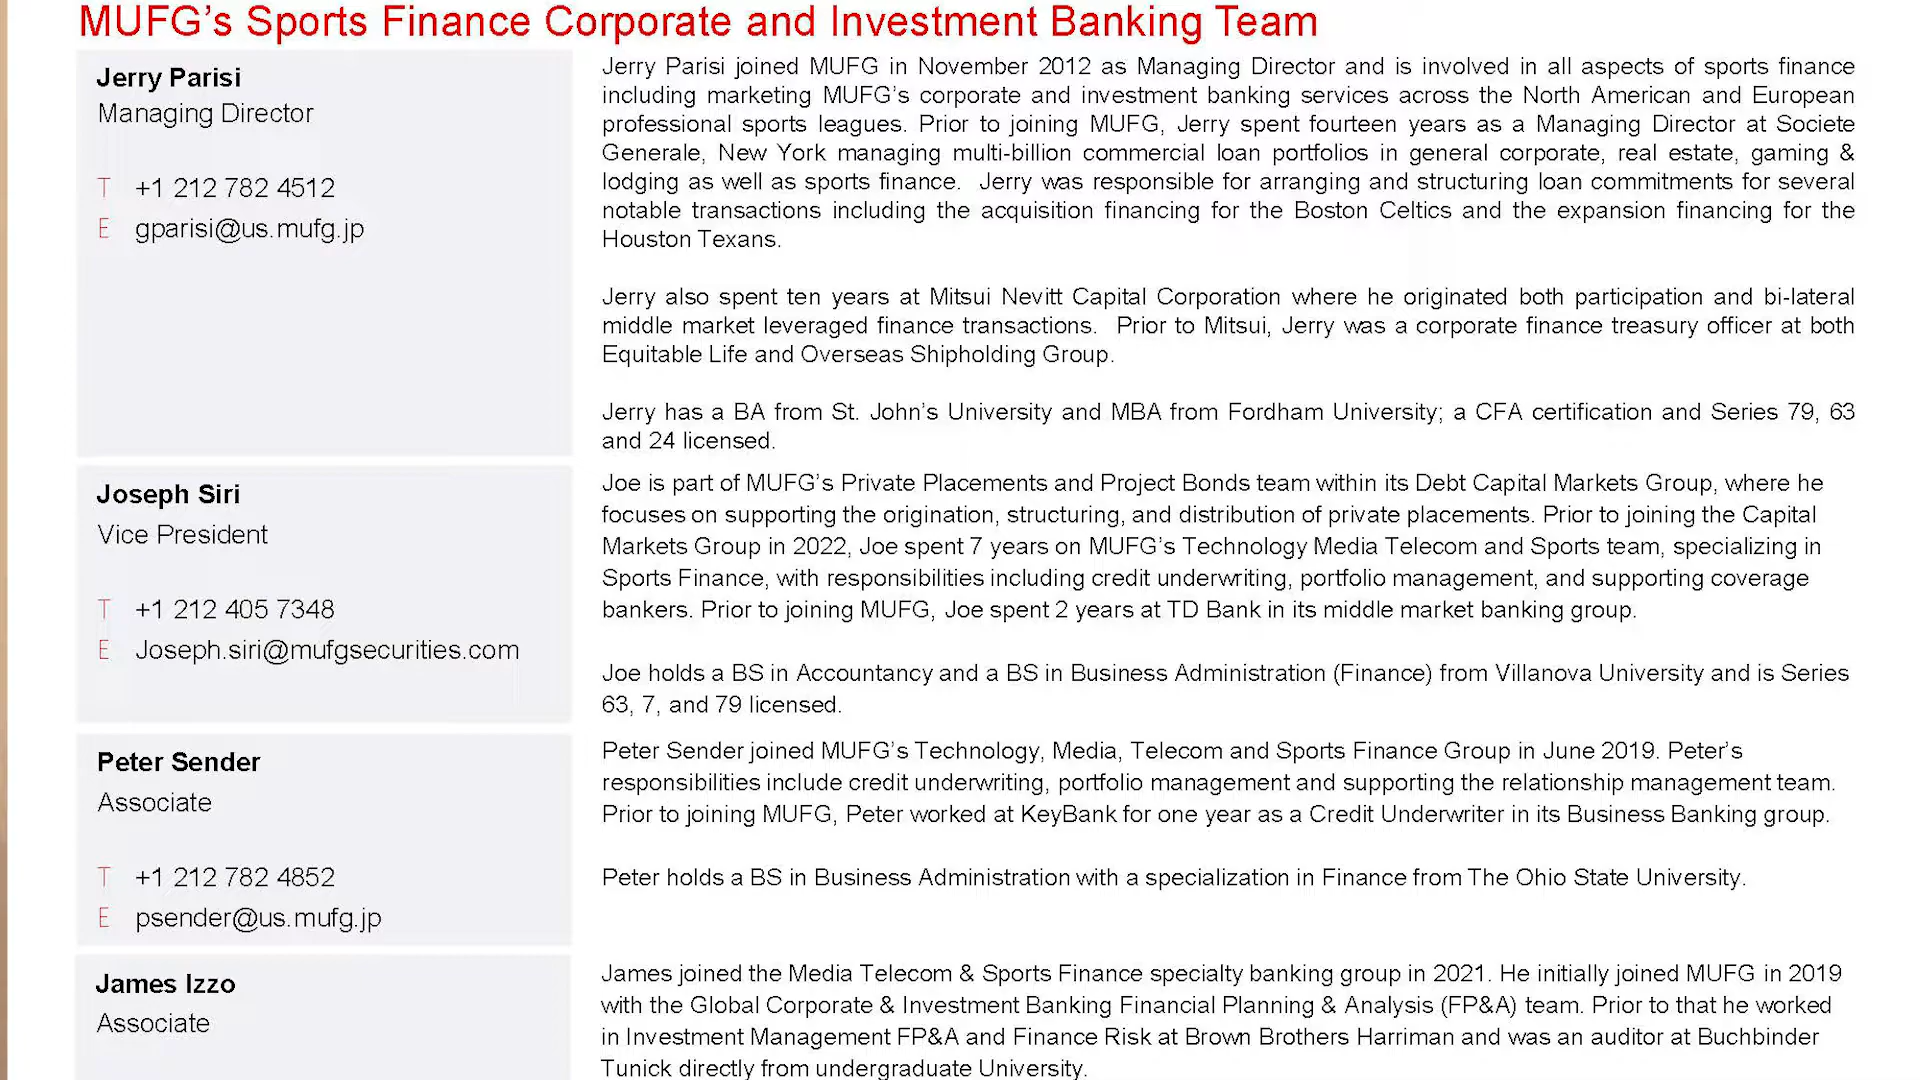 MUFG’s Sports Finance Corporate and Investment Banking Team
Jerry Parisi
Managing Director
T +1 212 782 4512
E gparisi@us.mufg.jp
Jerry Parisi joined MUFG in November 2012 as Managing Director and is involved in all aspects of sports finance
including marketing MUFG’s corporate and investment banking services across the North American and European
professional sports leagues. Prior to joining MUFG, Jerry spent fourteen years as a Managing Director at Societe
Generale, New York managing multi-billion commercial loan portfolios in general corporate, real estate, gaming &
lodging as well as sports finance. Jerry was responsible for arranging and structuring loan commitments for several
notable transactions including the acquisition financing for the Boston Celtics and the expansion financing for the
Houston Texans.
Jerry also spent ten years at Mitsui Nevitt Capital Corporation where he originated both participation and bi-lateral
middle market leveraged finance transactions. Prior to Mitsui, Jerry was a corporate finance treasury officer at both
Equitable Life and Overseas Shipholding Group.
Jerry has a BA from St. John’s University and MBA from Fordham University; a CFA certification and Series 79, 63
and 24 licensed.
Joseph Siri
Vice President
T +1 212 405 7348
E Joseph.siri@mufgsecurities.com
Joe is part of MUFG’s Private Placements and Project Bonds team within its Debt Capital Markets Group, where he
focuses on supporting the origination, structuring, and distribution of private placements. Prior to joining the Capital
Markets Group in 2022, Joe spent 7 years on MUFG’s Technology Media Telecom and Sports team, specializing in
Sports Finance, with responsibilities including credit underwriting, portfolio management, and supporting coverage
bankers. Prior to joining MUFG, Joe spent 2 years at TD Bank in its middle market banking group.
Joe holds a BS in Accountancy and a BS in Business Administration (Finance) from Villanova University and is Series
63, 7, and 79 licensed.
Peter Sender
Associate
T +1 212 782 4852
E psender@us.mufg.jp
Peter Sender joined MUFG’s Technology, Media, Telecom and Sports Finance Group in June 2019. Peter’s
responsibilities include credit underwriting, portfolio management and supporting the relationship management team.
Prior to joining MUFG, Peter worked at KeyBank for one year as a Credit Underwriter in its Business Banking group.
Peter holds a BS in Business Administration with a specialization in Finance from The Ohio State University.
James Izzo
Associate
James joined the Media Telecom & Sports Finance specialty banking group in 2021. He initially joined MUFG in 2019
with the Global Corporate & Investment Banking Financial Planning & Analysis (FP&A) team. Prior to that he worked
in Investment Management FP&A and Finance Risk at Brown Brothers Harriman and was an auditor at Buchbinder
Tunick directly from undergraduate University.